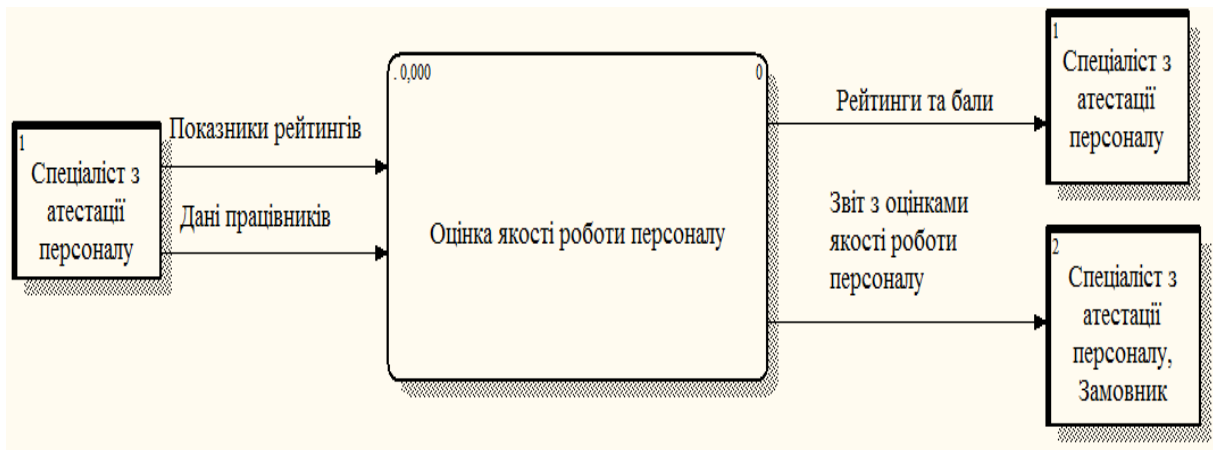 1
Спеціаліст з
атестації
персоналу
Показники рейтингів
Дані працівників
. 0,000
0
Оцінка якості роботи персоналу
Рейтинги та бали
Звіт з оцінками
якості роботи
персоналу
1
Спеціаліст з
атестації
персоналу
2
Спеціаліст з
атестації
персоналу,
Замовник